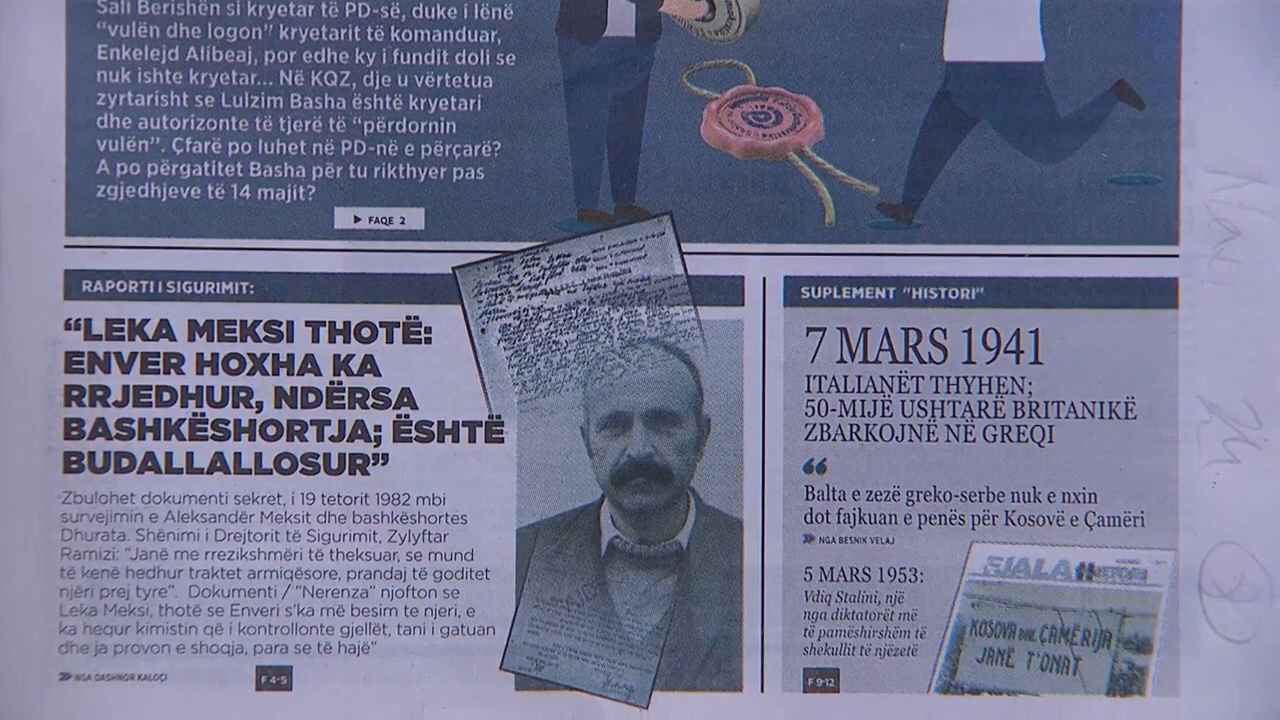 Sali Berishën si kryetar të PD-së, duke i lënë
“vulën dhe logon” kryetarit të komanduar,
Enkelejd Alibeaj, por edhe ky i fundit doli se
nuk ishte kryetar... Në KQZ, dje u vërtetua
zyrtarisht se Lulzim Basha është kryetari
dhe autorizonte të tjerë të “përdornin
vulën”. Çfarë po luhet në PD-në e përçarë?
A po përgatitet Basha për tu rikthyer pas
zgjedhjeve të 14 majit?
FAQE 2
RAPORTI I SIGURIMIT:
“LEKA MEKSI THOTË:
ENVER HOXHA KA
RRJEDHUR, NDËRSA
BASHKËSHORTJA; ËSHTË
BUDALLALLOSUR”
Zbulohet dokumenti sekret, i 19 tetorit 1982 mbi
survejimin e Aleksandër Meksit dhe bashkëshortes
Dhurata. Shënimi i Drejtorit të Sigurimit, Zylyftar
Ramizi: “Janë me rrezikshmëri të theksuar, se mund
të kenë hedhur traktet armiqësore, prandaj të goditet
njëri prej tyre”. Dokumenti / “Nerenza” njofton se
Leka Meksi, thotë se Enveri s’ka më besim te njeri, e
ka hequr kimistin që i kontrollonte gjellët, tani i gatuan
dhe ja provon e shoqja, para se të hajë”
NGA DASHNOR KALOÇI
F 4-5
SUPLEMENT "HISTORI"
7 MARS 1941
ITALIANËT THYHEN;
50-MIJË USHTARË BRITANIKË
ZBARKOJNË NË GREQI
“
Balta e zezë greko-serbe nuk e nxin
dot fajkuan e penës për Kosovë e Çamëri
NGA BESNIK VELAJ
5 MARS 1953:
Vdiq Stalini, një
nga diktatorët më
të pamëshirshëm të
shekullit të njëzetë
F 9-12
FJALA
HISTORI
KOSOVA DHE ÇAMËRIJA
JANË T'ONAT